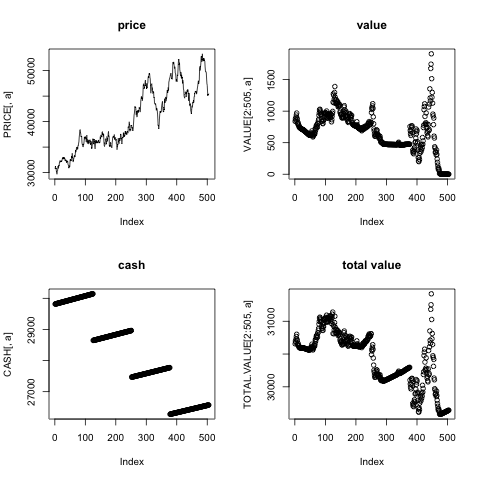 price
PRICE[, a]
30000 40000 50000
0 100 200 300 400 500
Index
value
VALUE[2:505, a]
0 500 1000 1500
0 100 200 300 400 500
Index
cash
CASH[, a]
27000 29000
0 100 200 300 400 500
Index
total value
TOTAL.VALUE[2:505, a]
30000 31000
0 100 200 300 400 500
Index